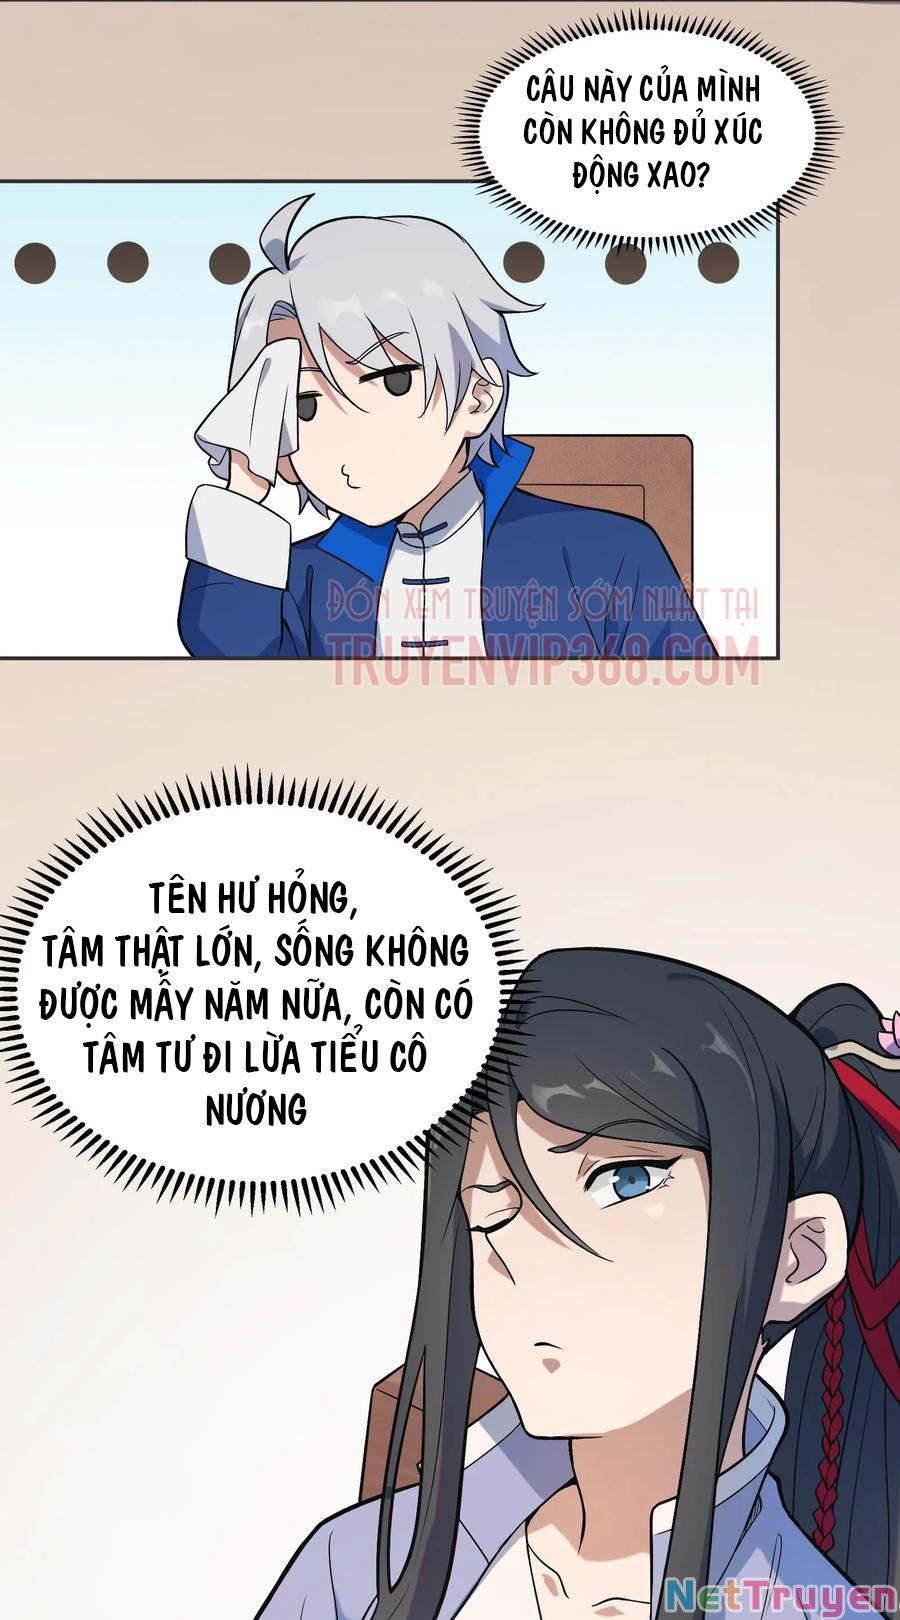 CÂU NÀY CỦA MÌNH
CÒN KHÔNG ĐỦ XÚC
ĐỘNG XAO?
ĐÓN XEM TRUYỆN SỚM NHẤT TẠI
TRUYENVIP368.COM
TÊN HƯ HỎNG,
TÂM THẬT LỚN, SỐNG KHÔNG
ĐƯỢC MẤY NĂM NỮA, CÒN CÓ
TÂM TƯ ĐI LỪA TIỂU CÔ
NƯƠNG
NetTruyen